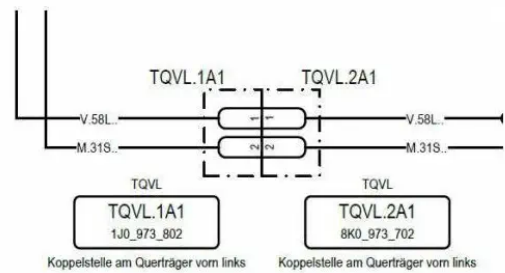 TQVL.1A1 TQVL.2A1
V.58L.. 1 1 V.58L..
M.31S.. 2 2 M.31S..
TQVL TQVL
TQVL.1A1 TQVL.2A1
1J0_973_802 8K0_973_702
Koppelstelle am Querträger vorn links Koppelstelle am Querträger vorn links